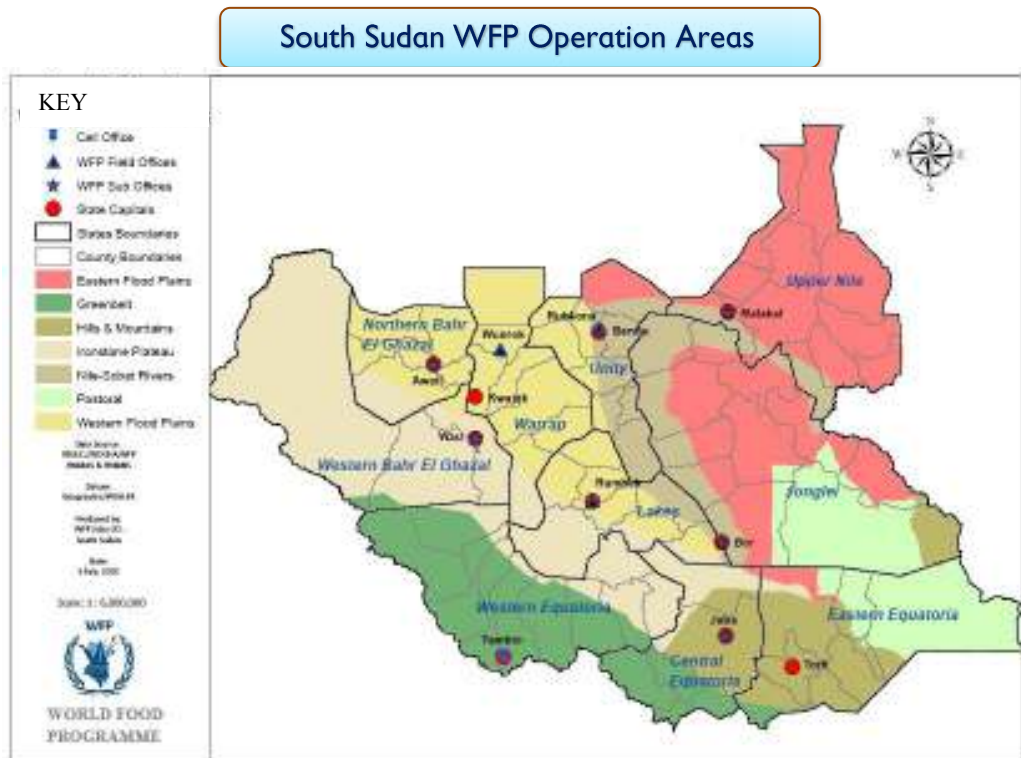 South Sudan WFP Operation Areas
KEY
Cell Office
WFP Field Offices
WFP Sub Offices
State Capitals
States Boundaries
County Boundaries
Eastern Flood Plains
Greenbelt
Hills & Mountains
Ironstone Plateau
Nile-Sobat Rivers
Pastoral
Western Flood Plains
South Sudan
WFP
WORLD FOOD
PROGRAMME
N
W E
S
Upper Nile
Malakal
Rubkona
Bentiu
Northern Bahr
El Ghazal
Wunrok
Unity
Aweil
Kwajok
Warrap
Wau
Western Bahr El Ghazal
Rumbek
Jonglei
Lakes
Bor
Western Equatoria
Eastern Equatoria
Juba
Yambio
Central
Equatoria
Torit